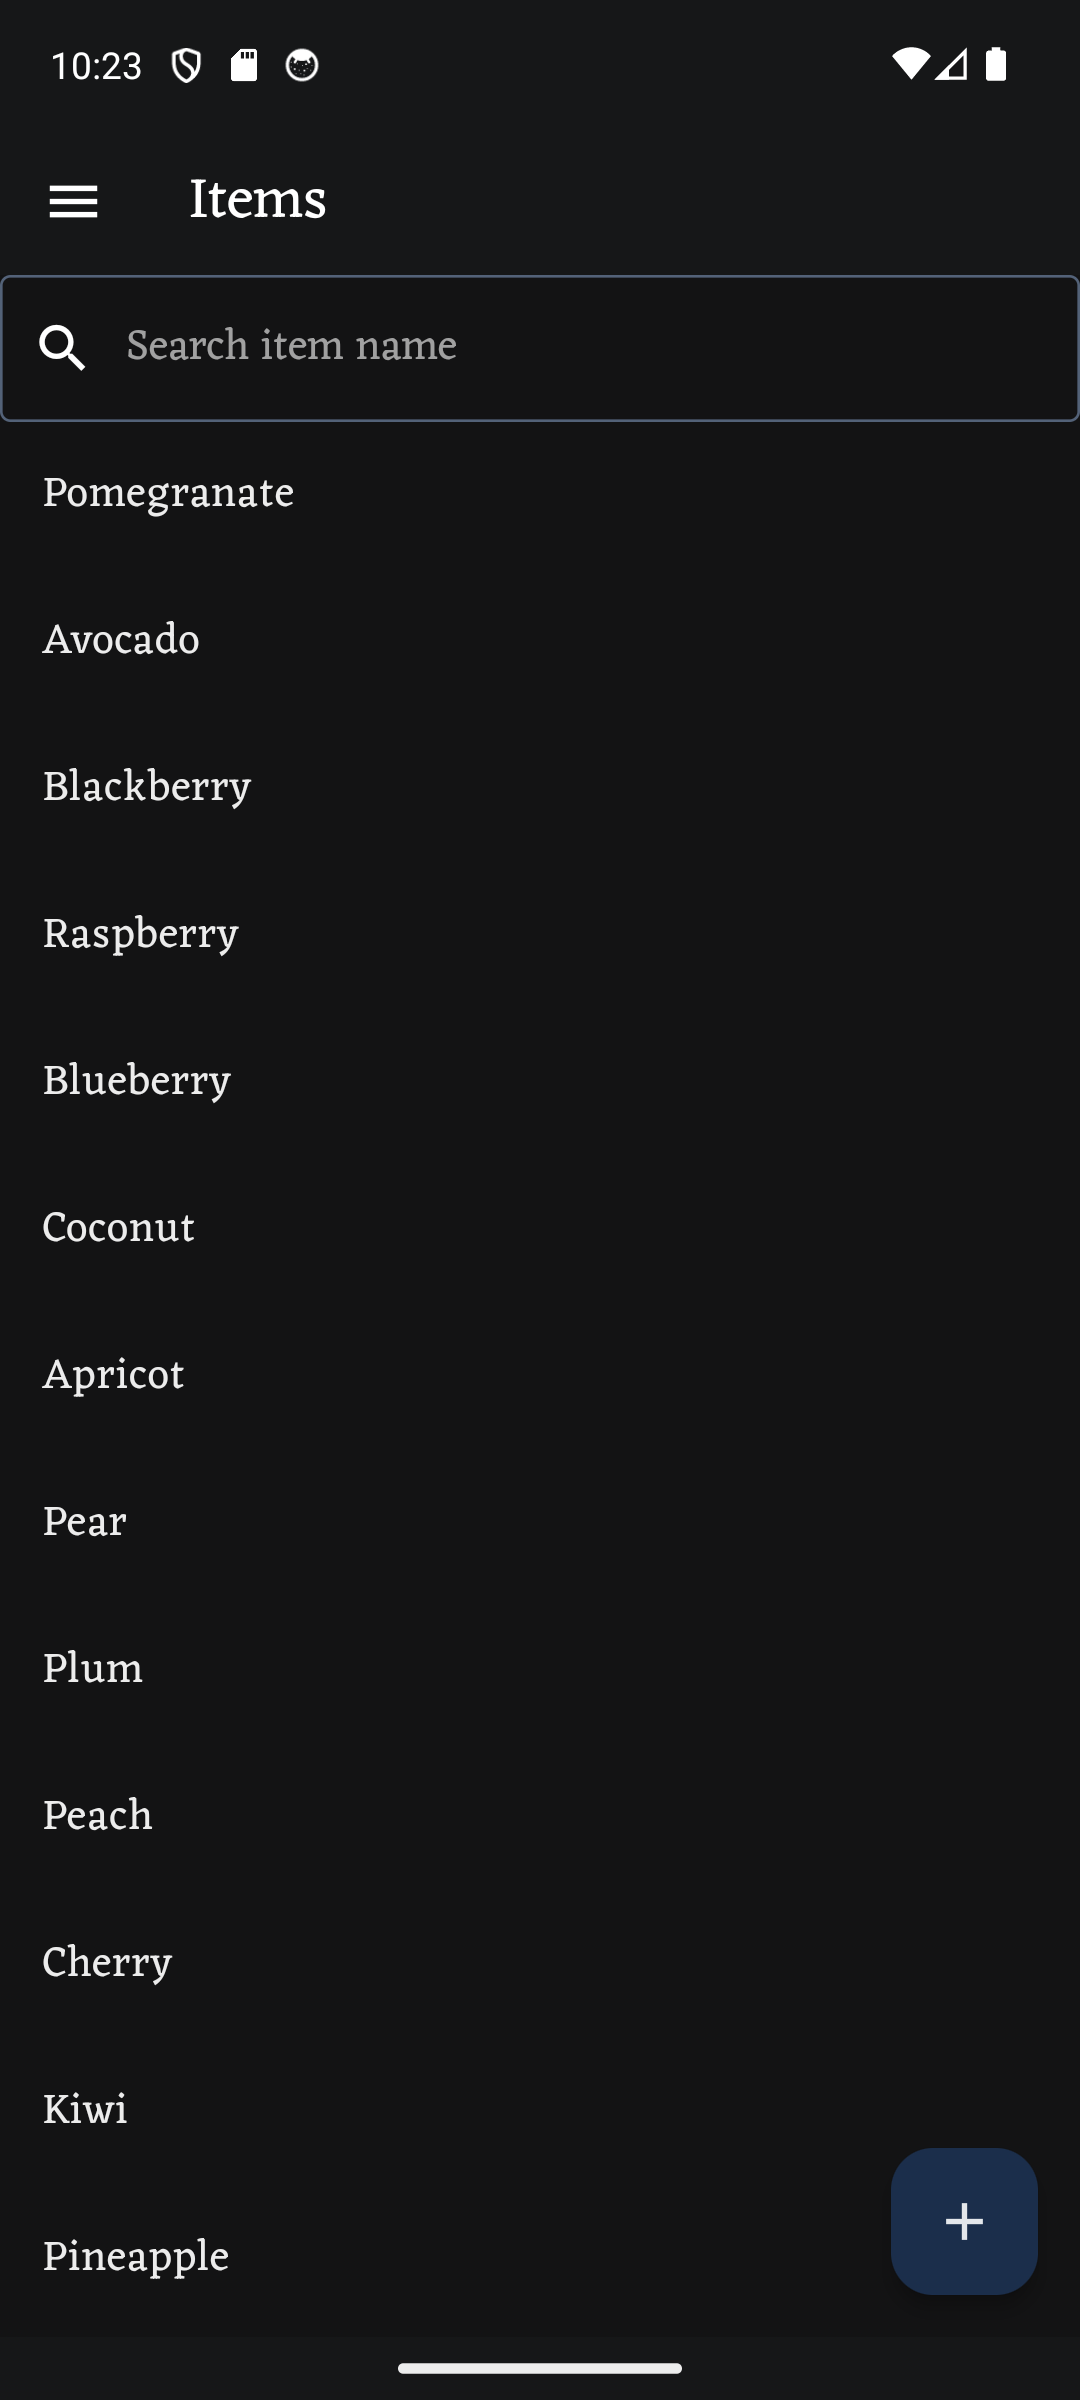 10:23
Items
Search item name
Pomegranate
Avocado
Blackberry
Raspberry
Blueberry
Coconut
Apricot
Pear
Plum
Peach
Cherry
Kiwi
Pineapple